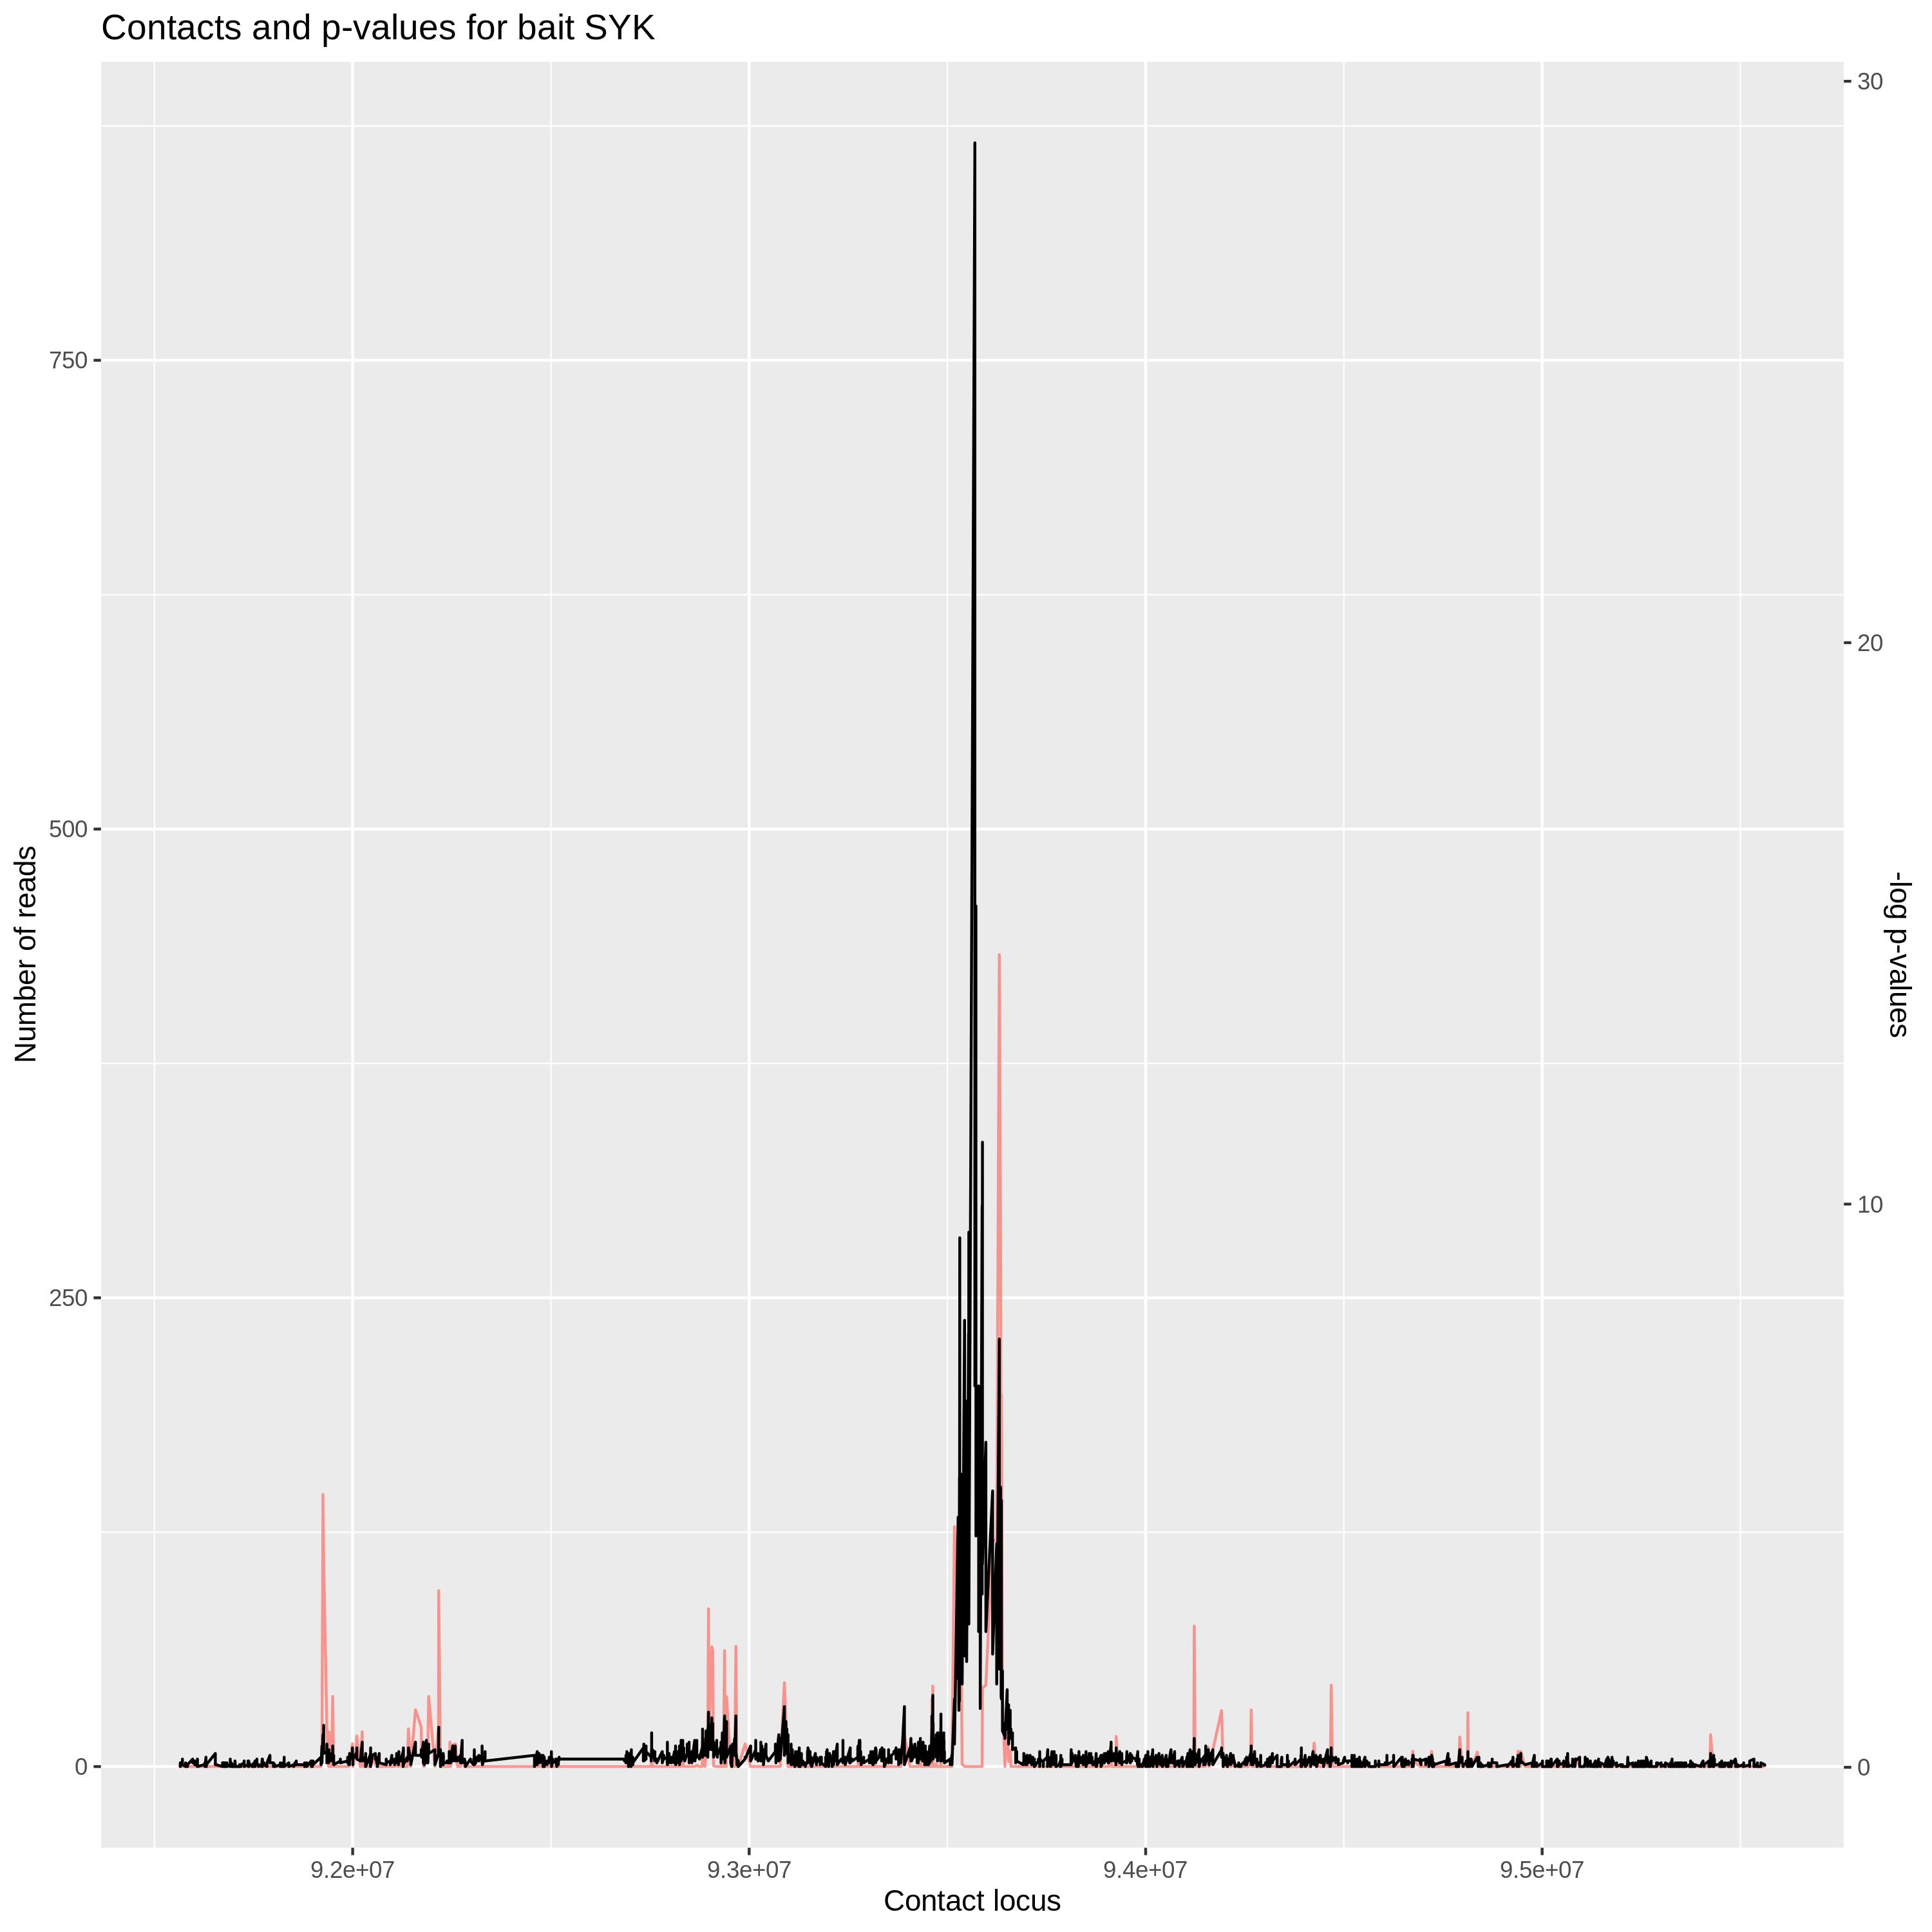 Contacts and p-values for bait SYK
30
750
20
500
Number of reads
-log p-values
10
250
0
0
9.2e+07
9.3e+07
9.4e+07
9.5e+07
Contact locus